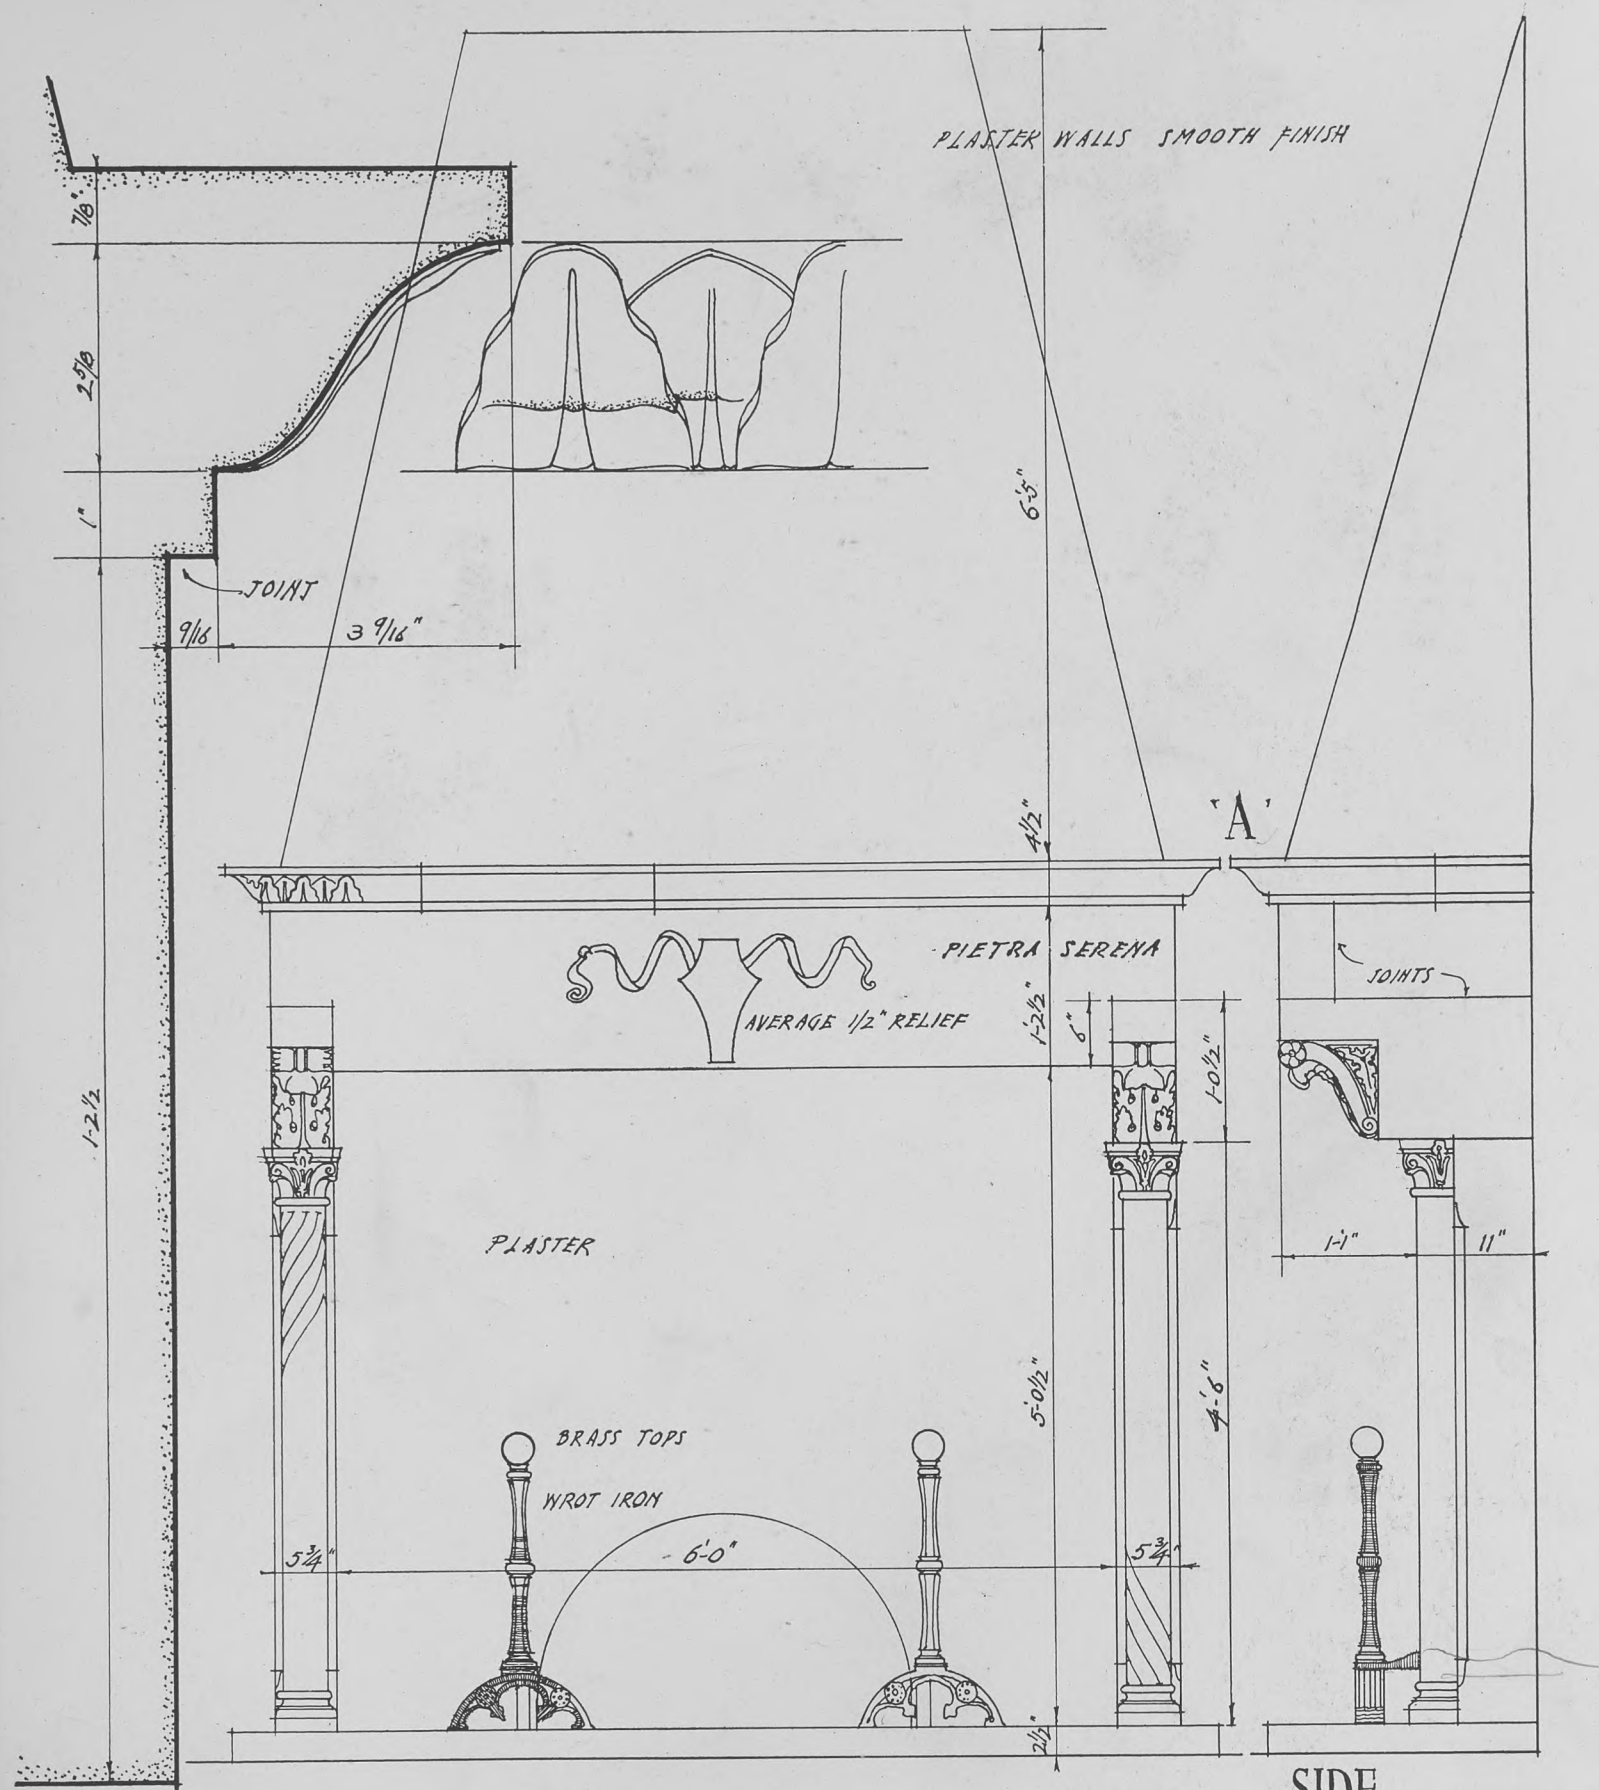 PLASTER WALLS SMOOTH FINISH
7/8"
2 5/8
1"
JOINT
9/16
3 9/16"
6'-5"
4 1/2"
'A'
PIETRA SERENA
JOINTS
AVERAGE 1/2" RELIEF
1'-2 1/2"
6"
1'-0 1/2"
1-2 1/2
PLASTER
1'-1"
11"
5'-0 1/2"
4'-6"
BRASS TOPS
WROT IRON
5 3/4"
6'-0"
5 3/4"
2 1/2"
SIDE